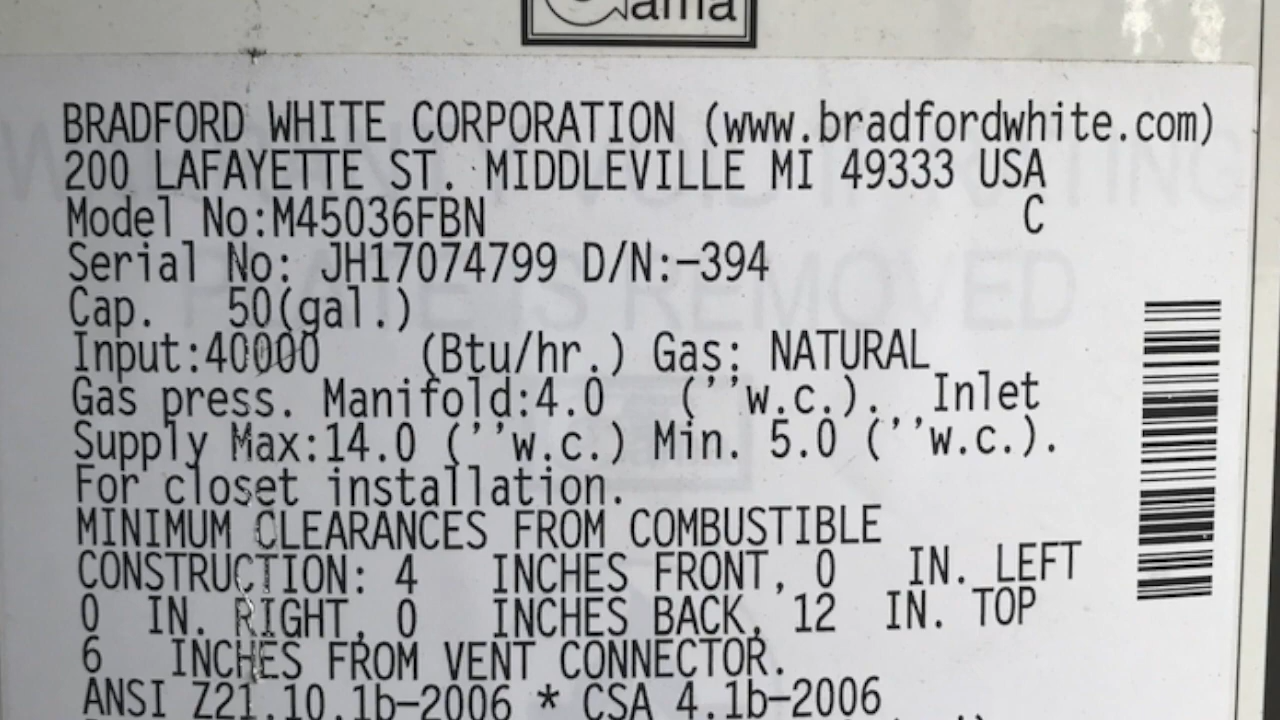 ama
BRADFORD WHITE CORPORATION (www.bradfordwhite.com)
200 LAFAYETTE ST. MIDDLEVILLE MI 49333 USA
Model No:M45036FBN C
Serial No: JH17074799 D/N:-394
Cap. 50(gal.)
Input:40000 (Btu/hr.) Gas: NATURAL
Gas press. Manifold:4.0 (''w.c.). Inlet
Supply Max:14.0 (''w.c.) Min. 5.0 (''w.c.).
For closet installation.
MINIMUM CLEARANCES FROM COMBUSTIBLE
CONSTRUCTION: 4 INCHES FRONT, 0 IN. LEFT
0 IN. RIGHT, 0 INCHES BACK, 12 IN. TOP
6 INCHES FROM VENT CONNECTOR.
ANSI Z21.10.1b-2006 * CSA 4.1b-2006